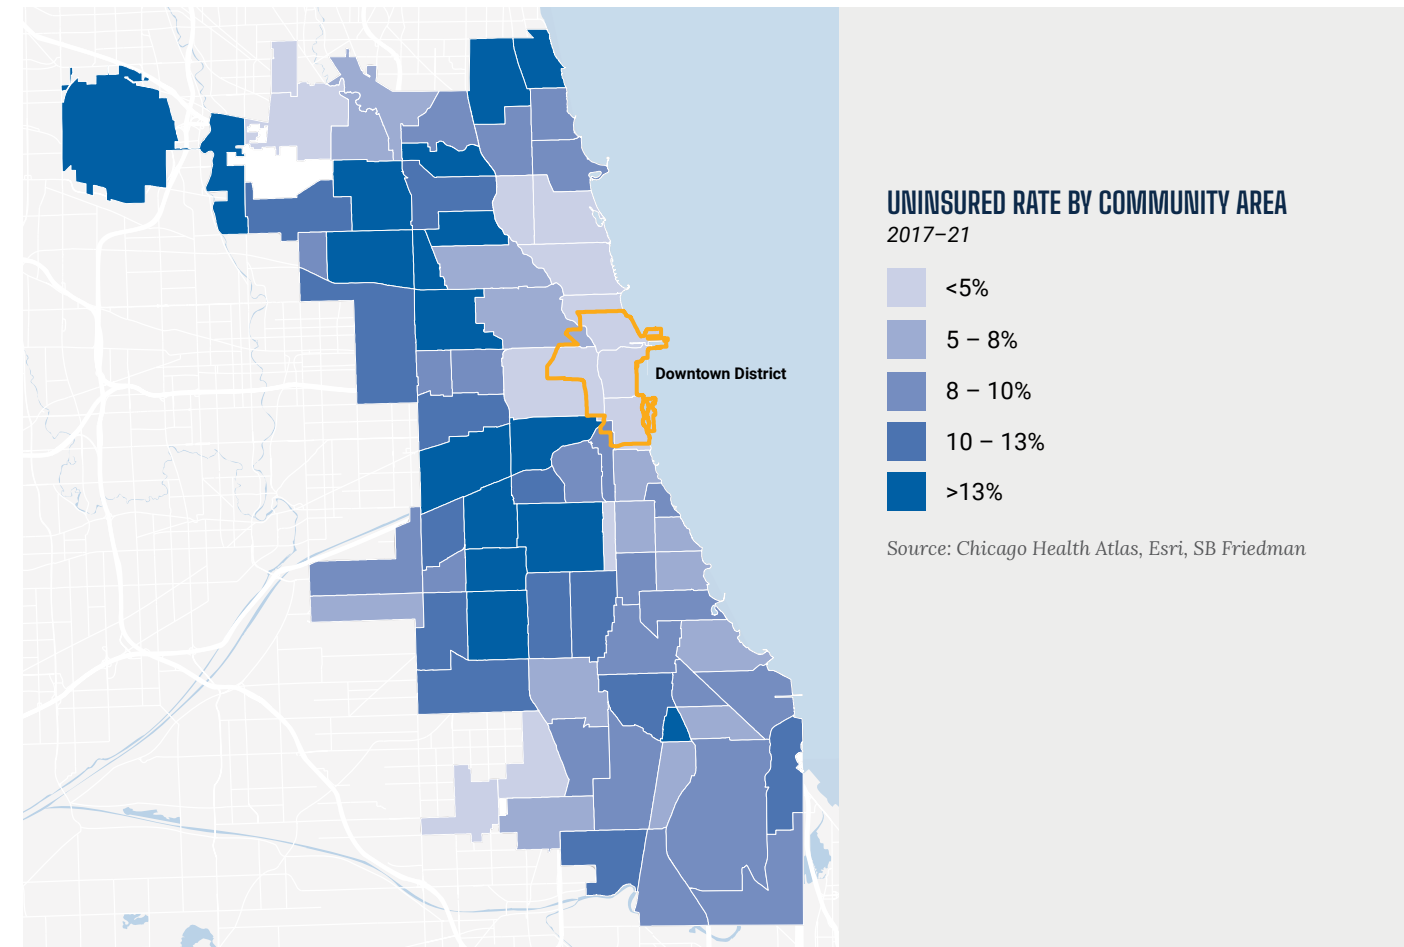 UNINSURED RATE BY COMMUNITY AREA
2017–21
<5%
5 – 8%
8 – 10%
10 – 13%
>13%
Source: Chicago Health Atlas, Esri, SB Friedman
Downtown District